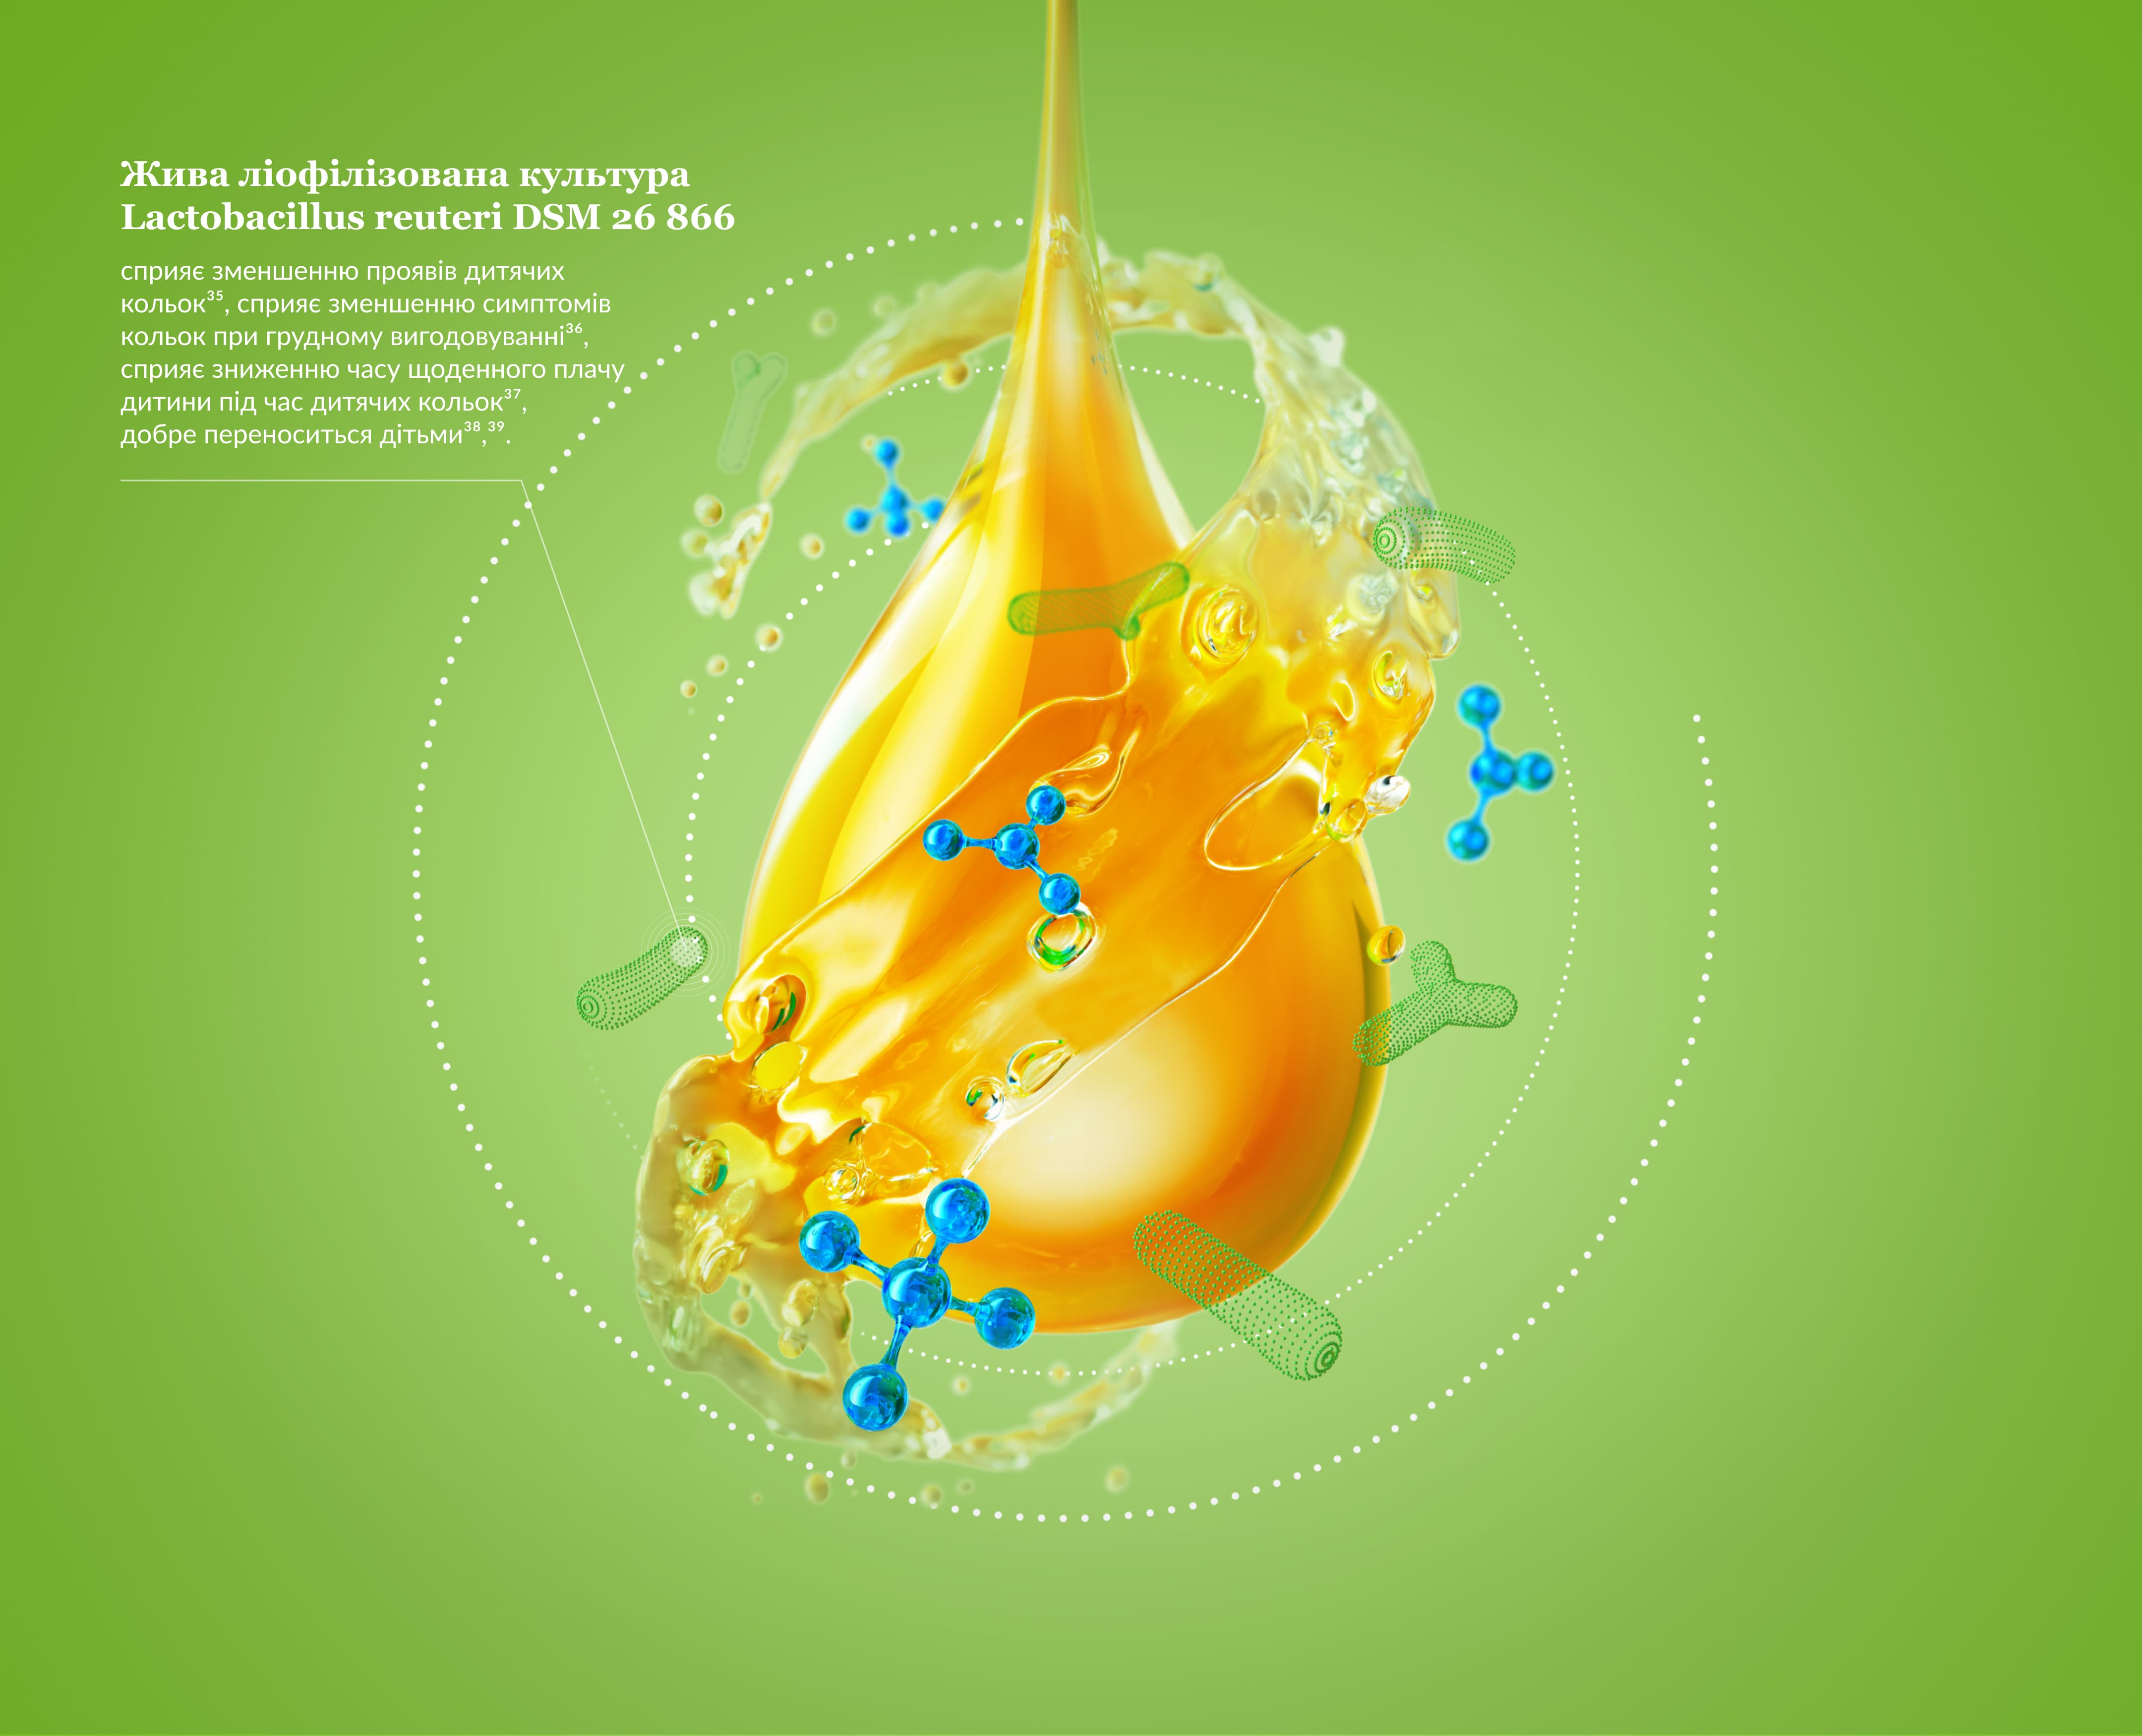 Жива ліофілізована культура
Lactobacillus reuteri DSM 26 866
сприяє зменшенню проявів дитячих
кольок³⁵, сприяє зменшенню симптомів
кольок при грудному вигодовуванні³⁶,
сприяє зниженню часу щоденного плачу
дитини під час дитячих кольок³⁷,
добре переноситься дітьми³⁸,³⁹.